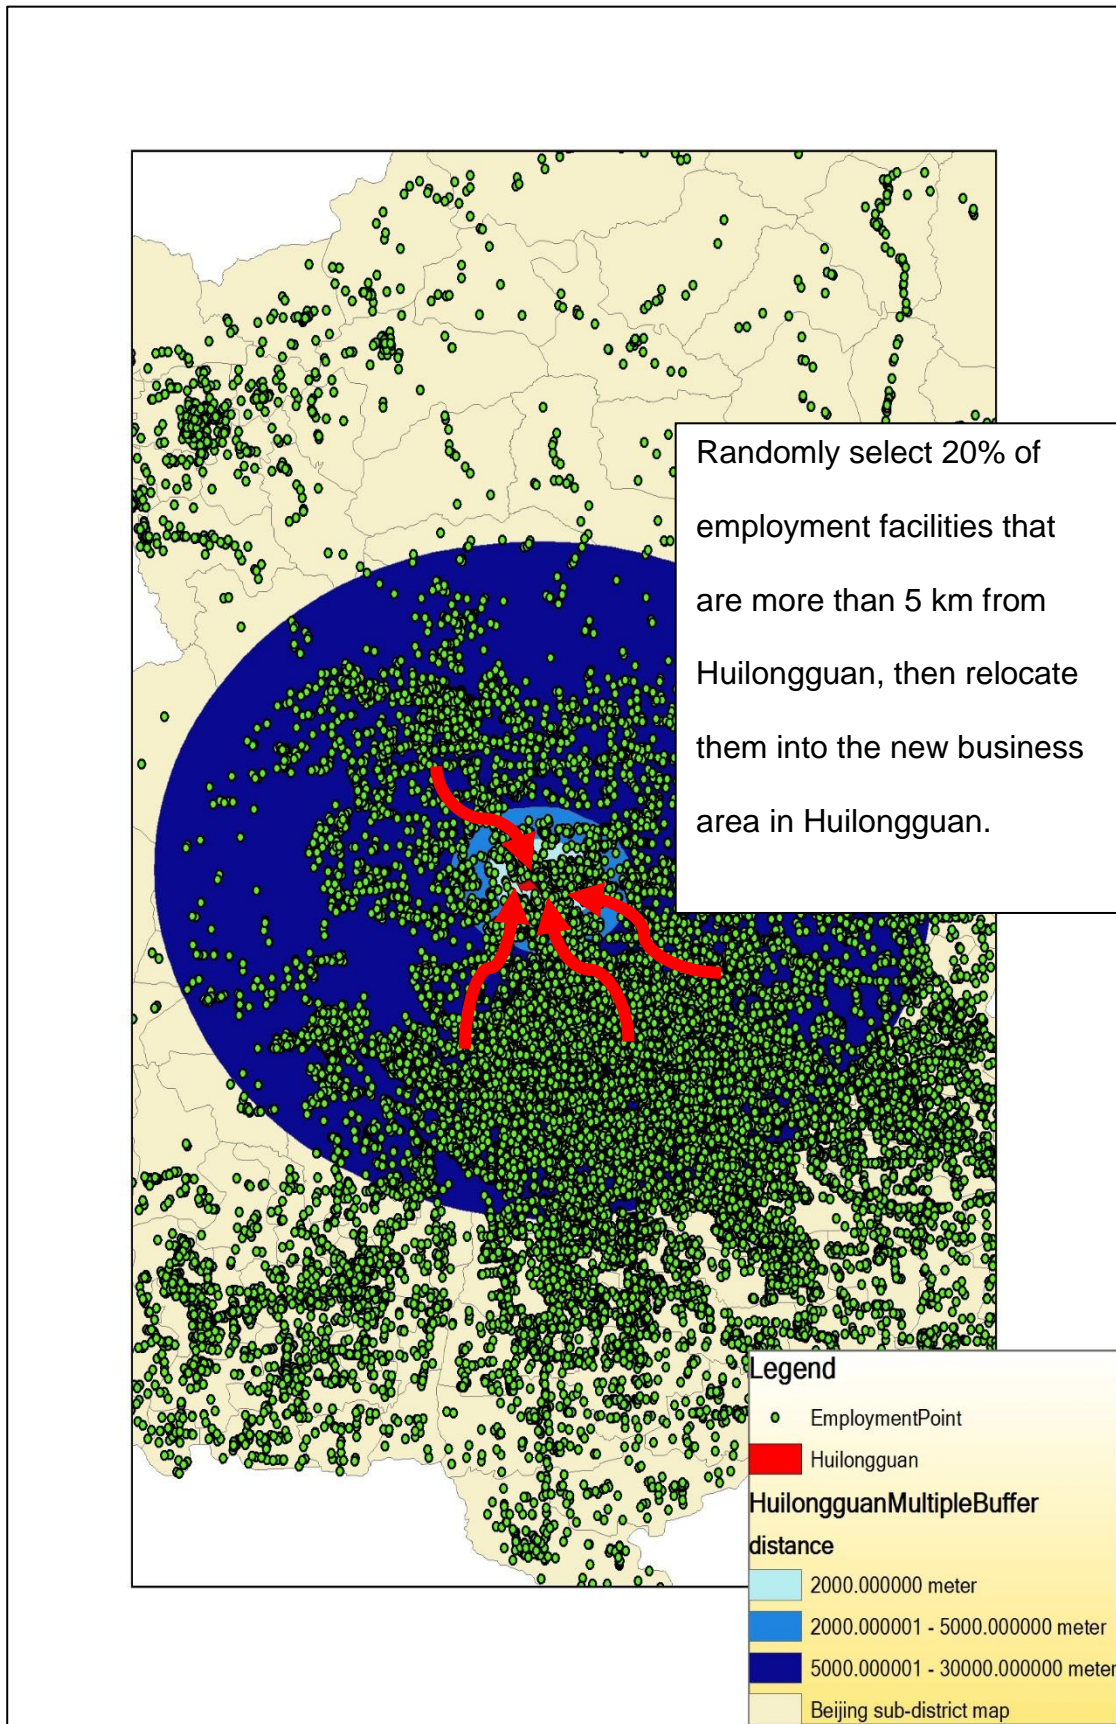 Randomly select 20% of
employment facilities that
are more than 5 km from
Huilongguan, then relocate
them into the new business
area in Huilongguan.
Legend
EmploymentPoint
Huilongguan
HuilongguanMultipleBuffer
distance
2000.000000 meter
2000.000001 - 5000.000000 meter
5000.000001 - 30000.000000 meter
Beijing sub-district map